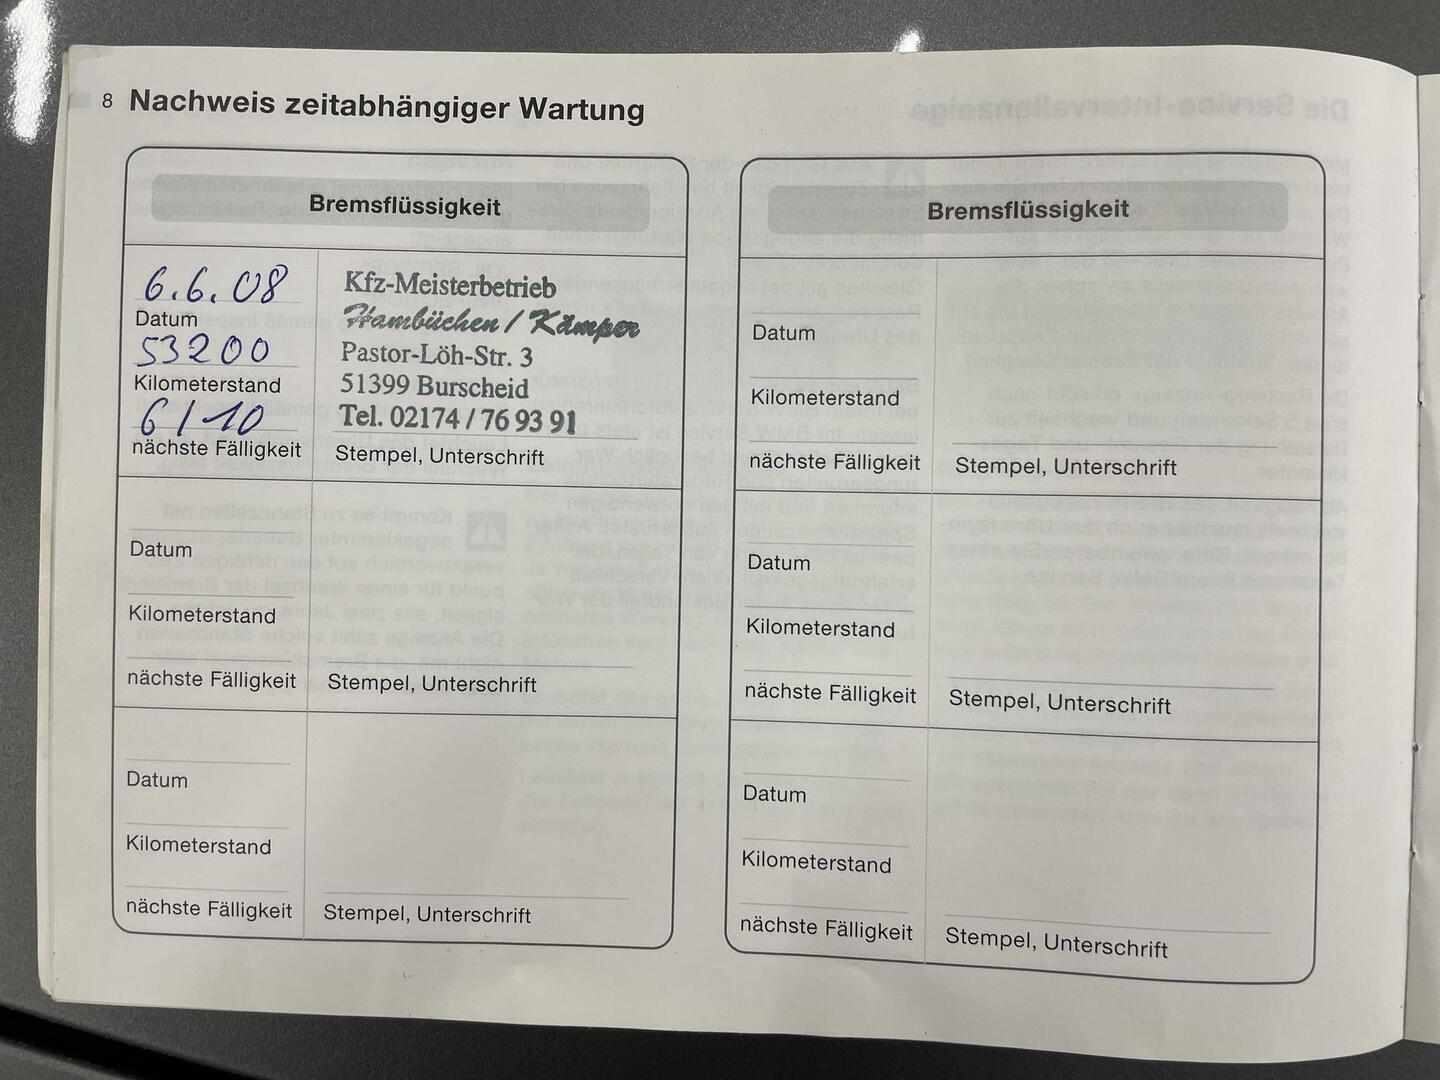 8 Nachweis zeitabhängiger Wartung
Bremsflüssigkeit
6.6.08
Datum
53200
Kilometerstand
6/10
nächste Fälligkeit
Kfz-Meisterbetrieb
Hambüchen / Kämper
Pastor-Löh-Str. 3
51399 Burscheid
Tel. 02174 / 76 93 91
Stempel, Unterschrift
Datum
Kilometerstand
nächste Fälligkeit
Stempel, Unterschrift
Datum
Kilometerstand
nächste Fälligkeit
Stempel, Unterschrift
Bremsflüssigkeit
Datum
Kilometerstand
nächste Fälligkeit
Stempel, Unterschrift
Datum
Kilometerstand
nächste Fälligkeit
Stempel, Unterschrift
Datum
Kilometerstand
nächste Fälligkeit
Stempel, Unterschrift